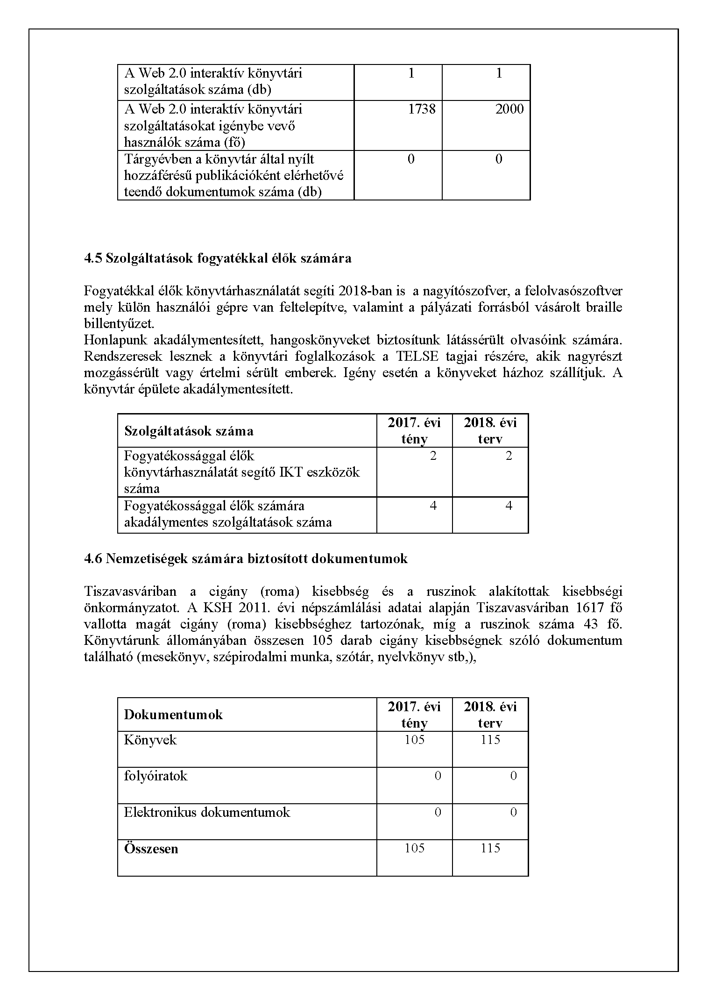 A Web 2.0 interaktív könyvtári 1 1
szolgáltatások száma (db)
A Web 2.0 interaktív könyvtári 1738 2000
szolgáltatásokat igénybe vevő
használók száma (fő)
Tárgyévben a könyvtár által nyílt 0 0
hozzáférésű publikációként elérhetővé
teendő dokumentumok száma (db)
4.5 Szolgáltatások fogyatékkal élők számára
Fogyatékkal élők könyvtárhasználatát segíti 2018-ban is  a nagyítószofver, a felolvasószoftver
mely külön használói gépre van feltelepítve, valamint a pályázati forrásból vásárolt braille
billentyűzet.
Honlapunk akadálymentesített, hangoskönyveket biztosítunk látássérült olvasóink számára.
Rendszeresek lesznek a könyvtári foglalkozások a TELSE tagjai részére, akik nagyrészt
mozgássérült vagy értelmi sérült emberek. Igény esetén a könyveket házhoz szállítjuk. A
könyvtár épülete akadálymentesített.
Szolgáltatások száma 2017. évi 2018. évi
tény terv
Fogyatékossággal élők 2 2
könyvtárhasználatát segítő IKT eszközök
száma
Fogyatékossággal élők számára 4 4
akadálymentes szolgáltatások száma
4.6 Nemzetiségek számára biztosított dokumentumok
Tiszavasváriban a cigány (roma) kisebbség és a ruszinok alakítottak kisebbségi
önkormányzatot. A KSH 2011. évi népszámlálási adatai alapján Tiszavasváriban 1617 fő
vallotta magát cigány (roma) kisebbséghez tartozónak, míg a ruszinok száma 43 fő.
Könyvtárunk állományában összesen 105 darab cigány kisebbségnek szóló dokumentum
található (mesekönyv, szépirodalmi munka, szótár, nyelvkönyv stb,),
Dokumentumok 2017. évi 2018. évi
tény terv
Könyvek 105 115
folyóiratok 0 0
Elektronikus dokumentumok 0 0
Összesen 105 115